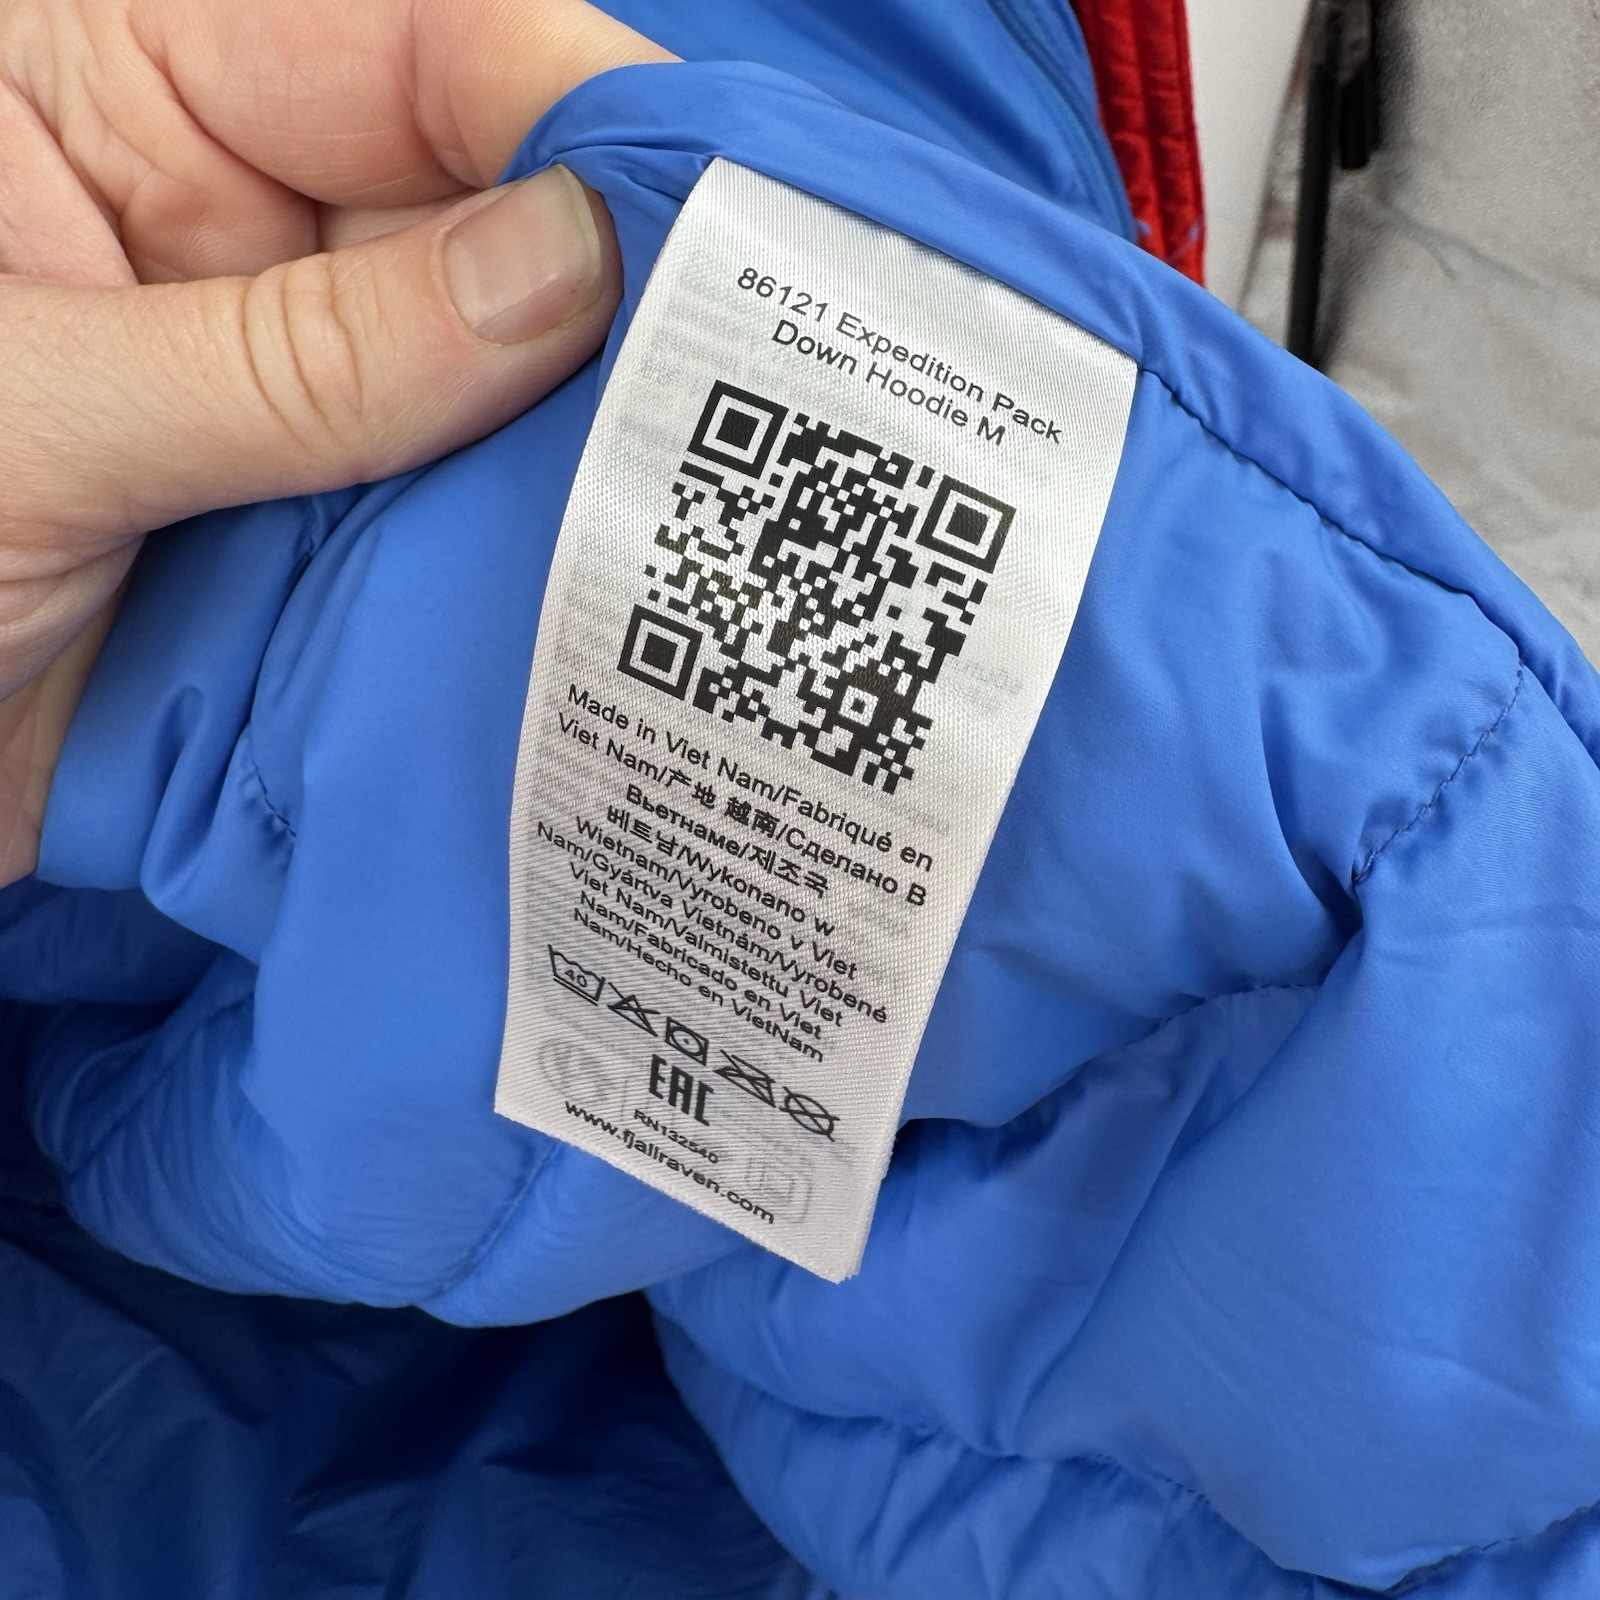 86121 Expedition Pack
Down Hoodie M
Made in Viet Nam/Fabriqué en
Viet Nam/产地 越南/Сделано В
Вьетнаме/제조국
베트남/Wykonano w
Wietnam/Vyrobeno v Viet
Nam/Gyártva Vietnám/Vyrobené
Viet Nam/Valmistettu Viet
Nam/Fabricado en Viet
Nam/Hecho en VietNam
40
EAC
RN132540
www.fjallraven.com